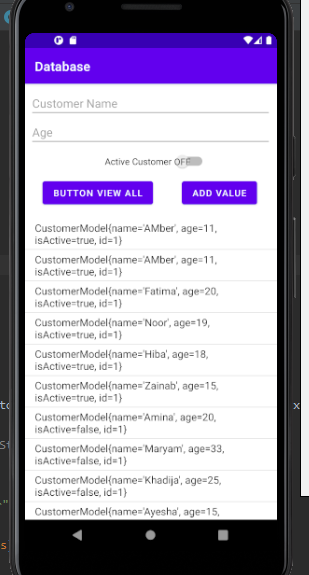 Database
Customer Name
Age
Active Customer OFF
BUTTON VIEW ALL
ADD VALUE
CustomerModel{name='AMber', age=11,
isActive=true, id=1}
CustomerModel{name='AMber', age=11,
isActive=true, id=1}
CustomerModel{name='Fatima', age=20,
isActive=true, id=1}
CustomerModel{name='Noor', age=19,
isActive=true, id=1}
CustomerModel{name='Hiba', age=18,
isActive=true, id=1}
CustomerModel{name='Zainab', age=15,
isActive=true, id=1}
CustomerModel{name='Amina', age=20,
isActive=false, id=1}
CustomerModel{name='Maryam', age=33,
isActive=false, id=1}
CustomerModel{name='Khadija', age=25,
isActive=false, id=1}
CustomerModel{name='Ayesha', age=15,